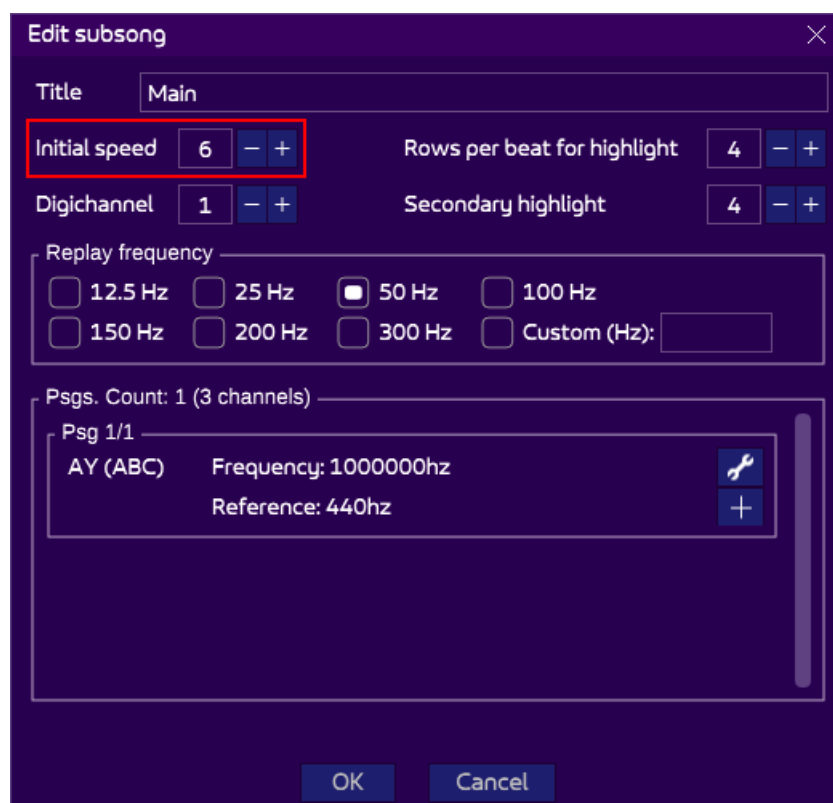 Edit subsong
Title Main
Initial speed 6 − + Rows per beat for highlight 4 − +
Digichannel 1 − + Secondary highlight 4 − +
Replay frequency
12.5 Hz 25 Hz 50 Hz 100 Hz
150 Hz 200 Hz 300 Hz Custom (Hz):
Psgs. Count: 1 (3 channels)
Psg 1/1
AY (ABC) Frequency: 1000000hz
Reference: 440hz +
OK Cancel